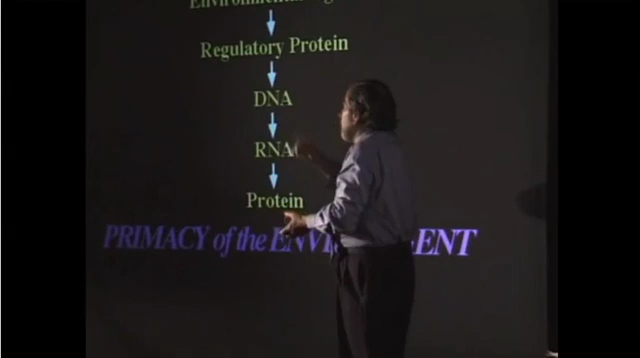 Regulatory Protein
DNA
RNA
Protein
PRIMACY of the